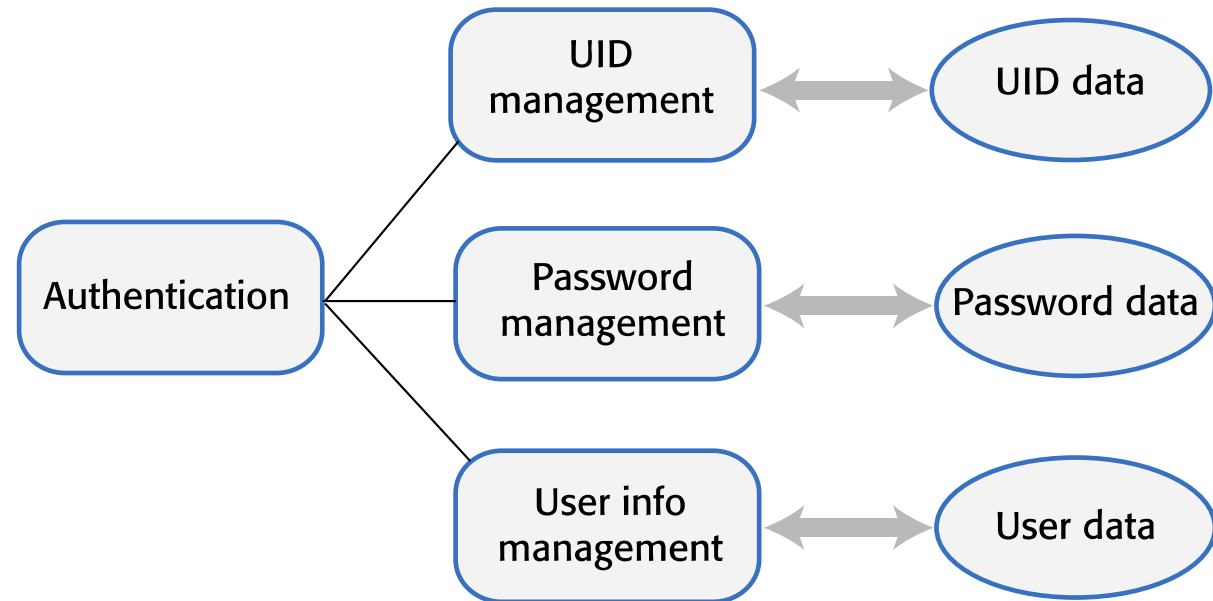 UID
management
UID data
Authentication
Password
management
Password data
User info
management
User data